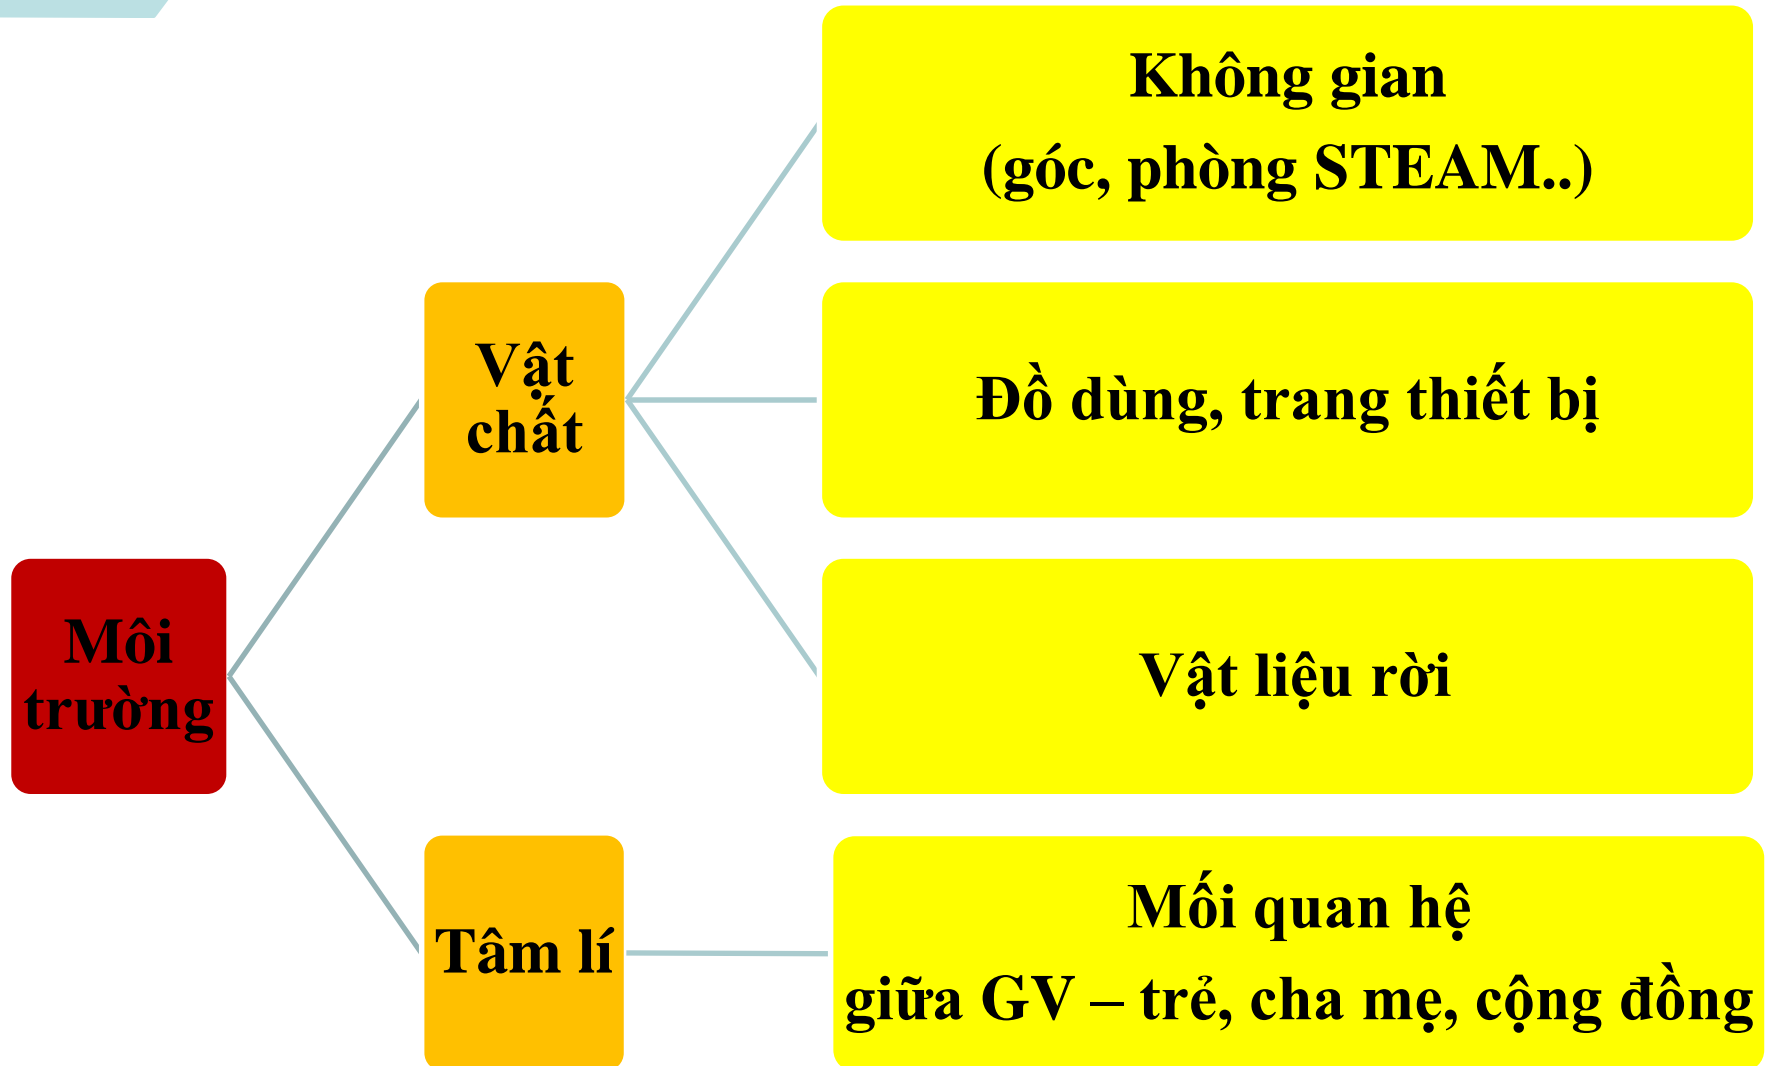 Không gian
(góc, phòng STEAM..)
Vật
chất
Đồ dùng, trang thiết bị
Môi
trường
Vật liệu rời
Tâm lí
Mối quan hệ
giữa GV – trẻ, cha mẹ, cộng đồng